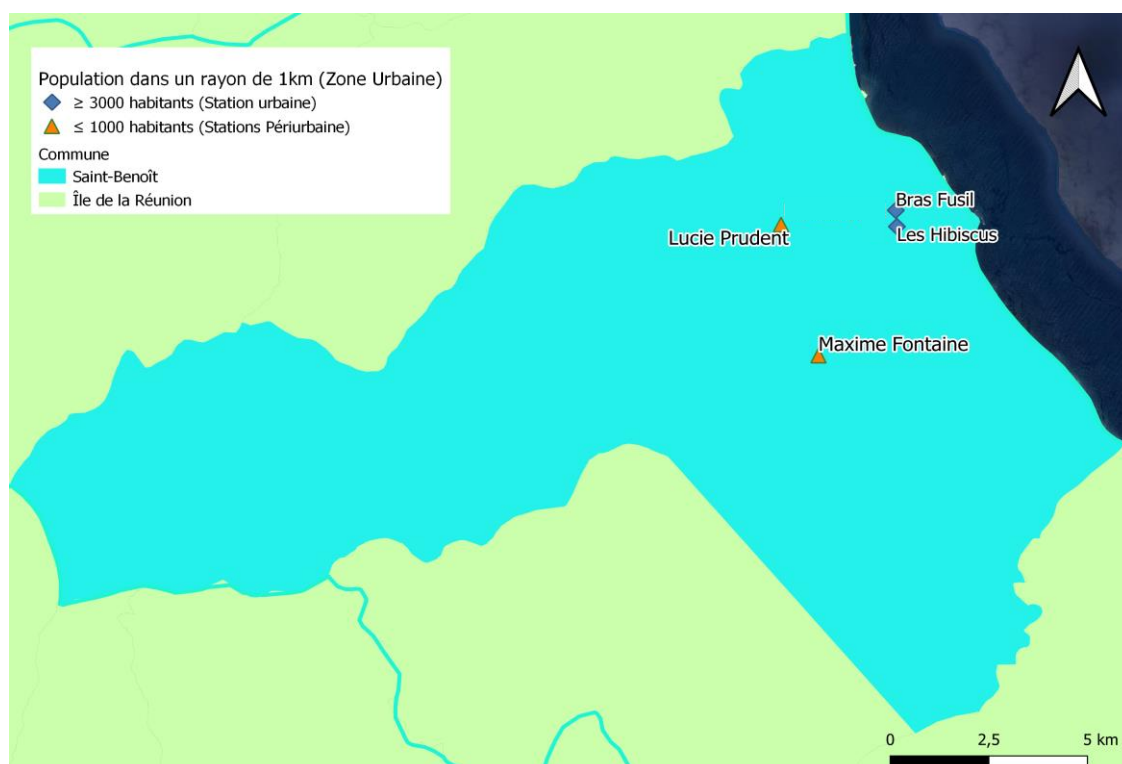 Population dans un rayon de 1km (Zone Urbaine)
≥ 3000 habitants (Station urbaine)
≤ 1000 habitants (Stations Périurbaine)
Commune
Saint-Benoît
Île de la Réunion
Bras Fusil
Les Hibiscus
Lucie Prudent
Maxime Fontaine
0 2,5 5 km